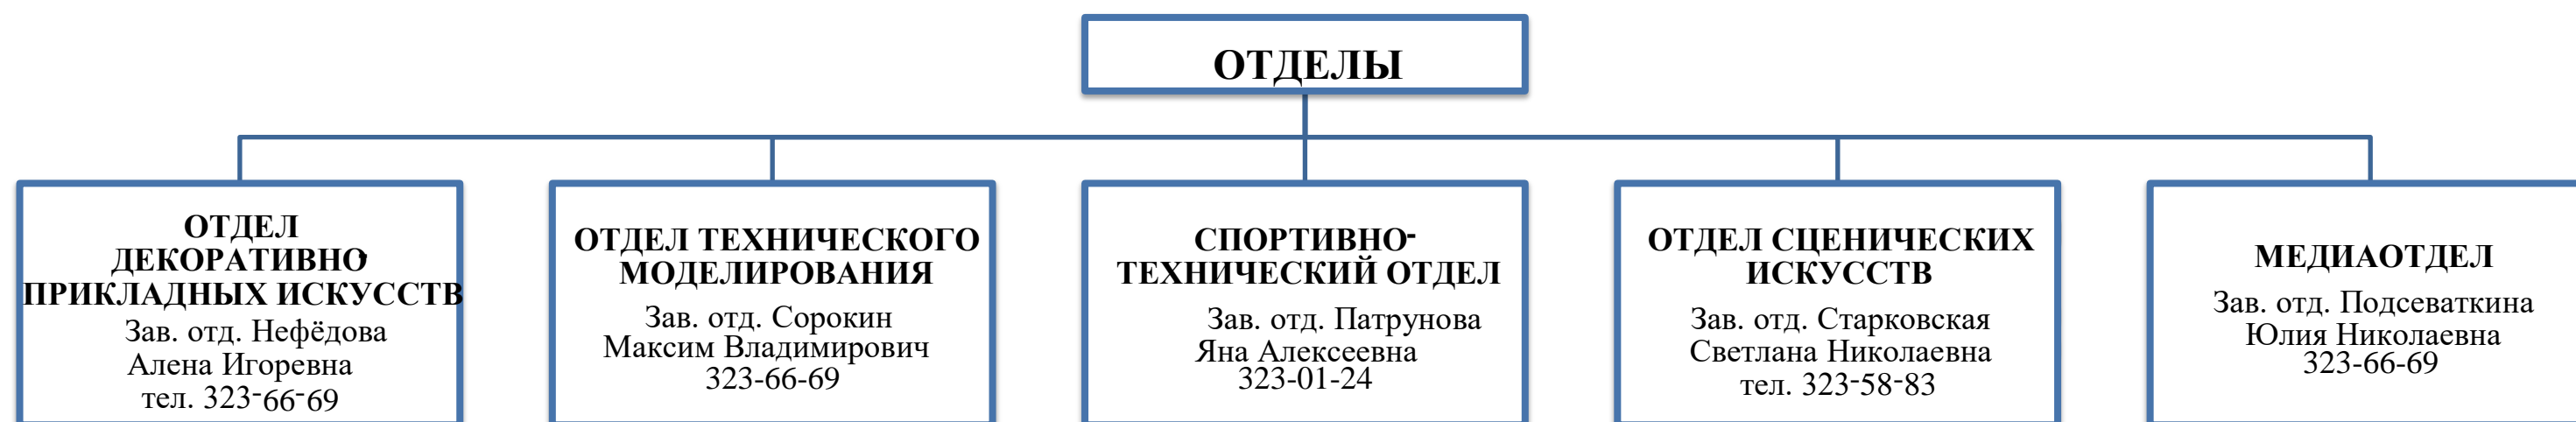 ОТДЕЛЫ
ОТДЕЛ
ДЕКОРАТИВНО-
ПРИКЛАДНЫХ ИСКУССТВ
Зав. отд. Нефёдова
Алена Игоревна
тел. 323-66-69
ОТДЕЛ ТЕХНИЧЕСКОГО
МОДЕЛИРОВАНИЯ
Зав. отд. Сорокин
Максим Владимирович
323-66-69
СПОРТИВНО-
ТЕХНИЧЕСКИЙ ОТДЕЛ
Зав. отд. Патрунова
Яна Алексеевна
323-01-24
ОТДЕЛ СЦЕНИЧЕСКИХ
ИСКУССТВ
Зав. отд. Старковская
Светлана Николаевна
тел. 323-58-83
МЕДИАОТДЕЛ
Зав. отд. Подсеваткина
Юлия Николаевна
323-66-69